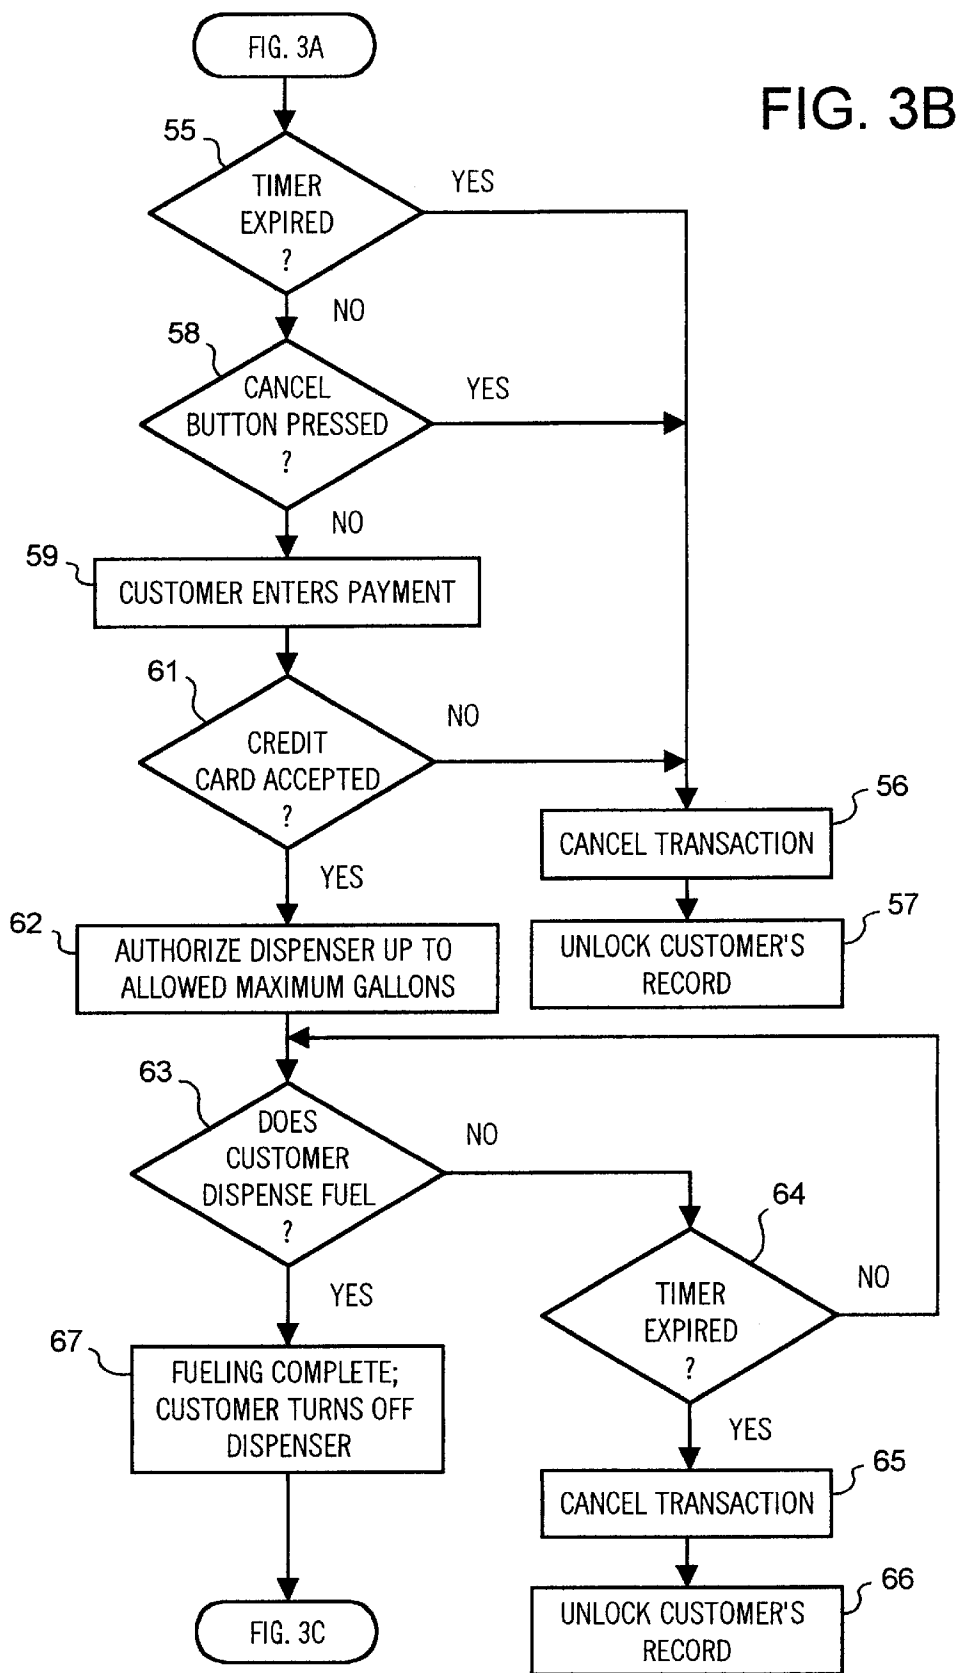 FIG. 3A
FIG. 3B
55
TIMER
EXPIRED
?
YES
NO
58
CANCEL
BUTTON PRESSED
?
YES
NO
59
CUSTOMER ENTERS PAYMENT
61
CREDIT
CARD ACCEPTED
?
NO
YES
56
CANCEL TRANSACTION
57
UNLOCK CUSTOMER'S
RECORD
62
AUTHORIZE DISPENSER UP TO
ALLOWED MAXIMUM GALLONS
63
DOES
CUSTOMER
DISPENSE FUEL
?
NO
YES
64
TIMER
EXPIRED
?
NO
YES
67
FUELING COMPLETE;
CUSTOMER TURNS OFF
DISPENSER
65
CANCEL TRANSACTION
66
UNLOCK CUSTOMER'S
RECORD
FIG. 3C